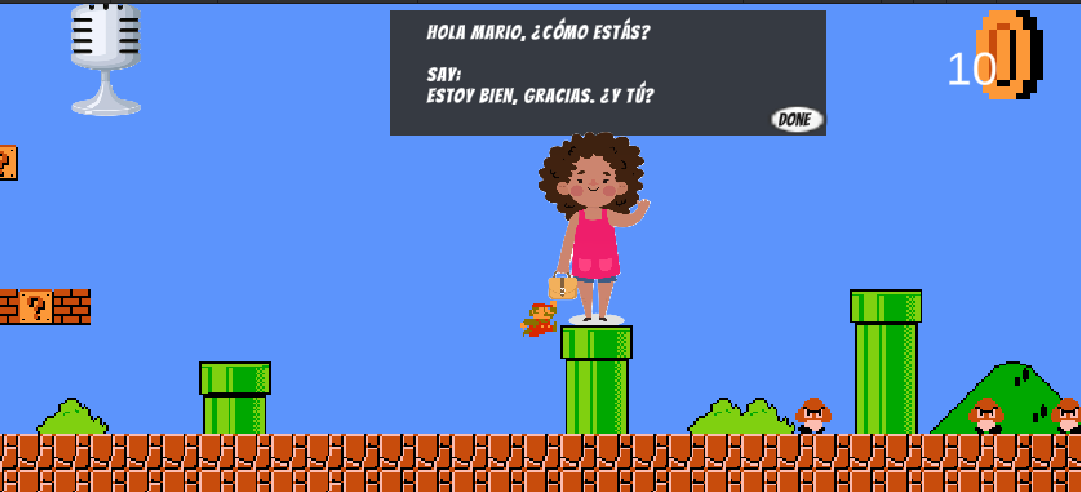 HOLA MARIO, ¿CÓMO ESTÁS?
SAY:
ESTOY BIEN, GRACIAS. ¿Y TÚ?
DONE
10
?
?